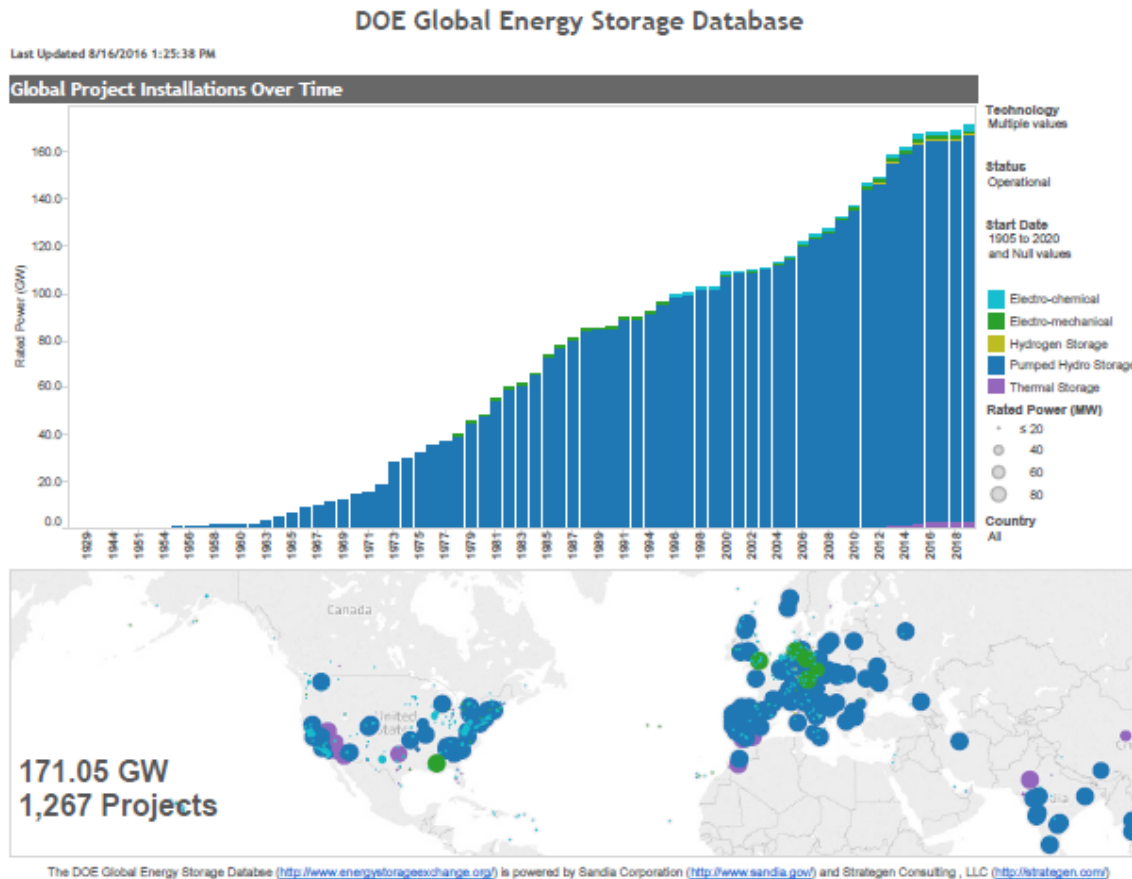 DOE Global Energy Storage Database
Last Updated 8/16/2016 1:25:38 PM
Global Project Installations Over Time
Rated Power (GW)
160.0
140.0
120.0
100.0
80.0
60.0
40.0
20.0
0.0
1929
1944
1951
1954
1956
1958
1960
1963
1965
1967
1969
1971
1973
1975
1977
1979
1981
1983
1985
1987
1989
1991
1994
1996
1998
2000
2002
2004
2006
2008
2010
2012
2014
2016
2018
Technology
Multiple values
Status
Operational
Start Date
1905 to 2020
and Null values
Electro-chemical
Electro-mechanical
Hydrogen Storage
Pumped Hydro Storage
Thermal Storage
Rated Power (MW)
≤ 20
40
60
80
Country
All
Canada
United
171.05 GW
1,267 Projects
The DOE Global Energy Storage Databse (http://www.energystorageexchange.org/) is powered by Sandia Corporation (http://www.sandia.gov/) and Strategen Consulting , LLC (http://strategen.com/)